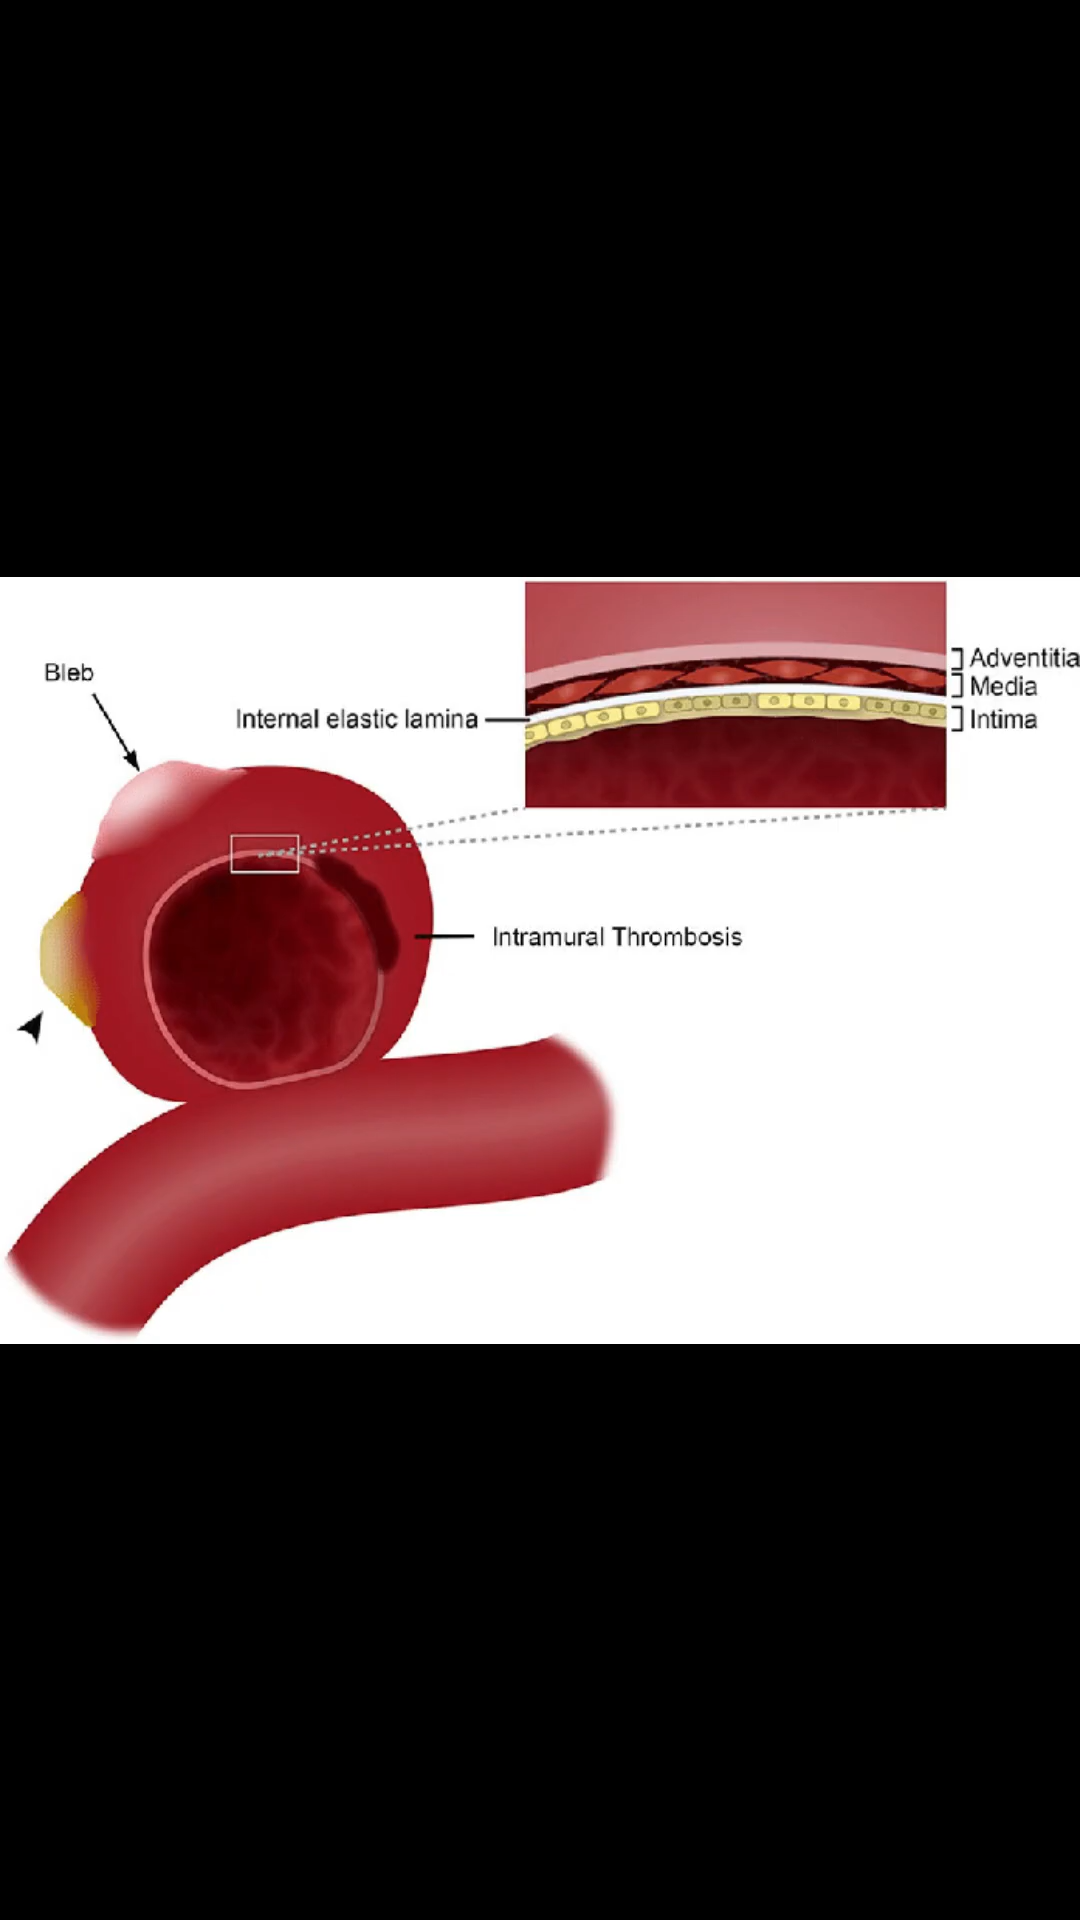 Bleb
Adventitia
Media
Internal elastic lamina
Intima
Intramural Thrombosis